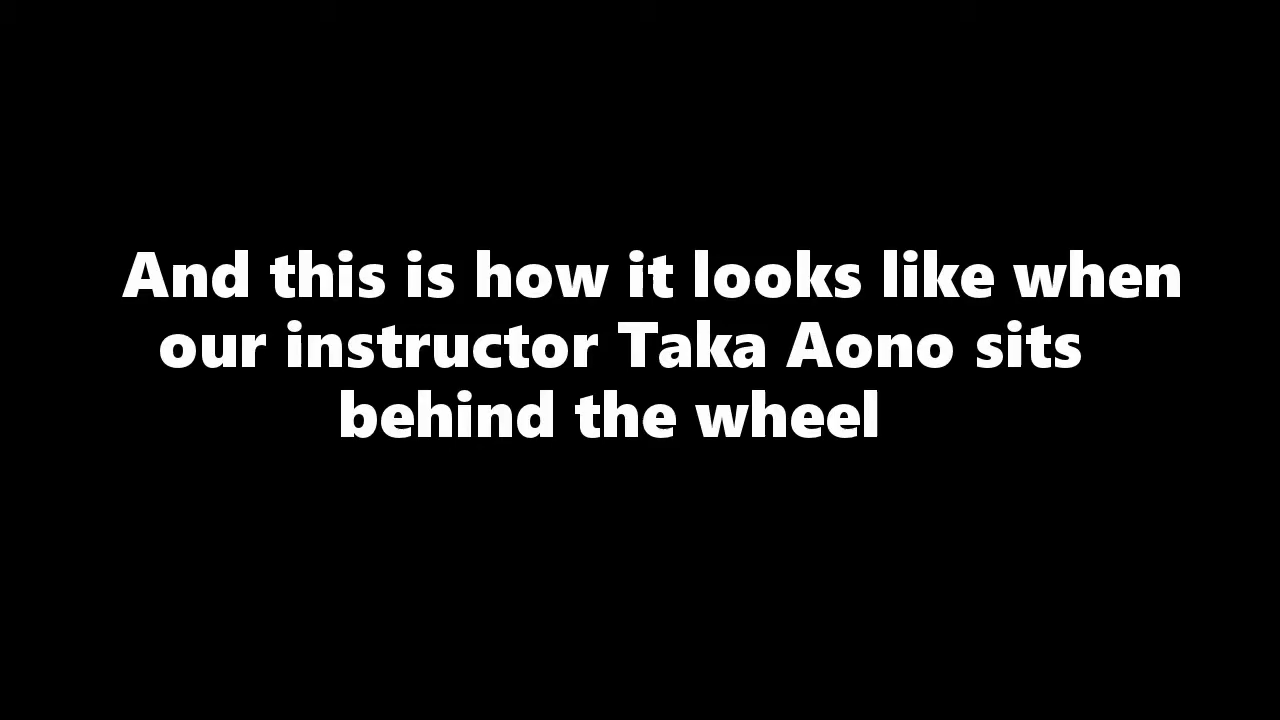 And this is how it looks like when
our instructor Taka Aono sits
behind the wheel